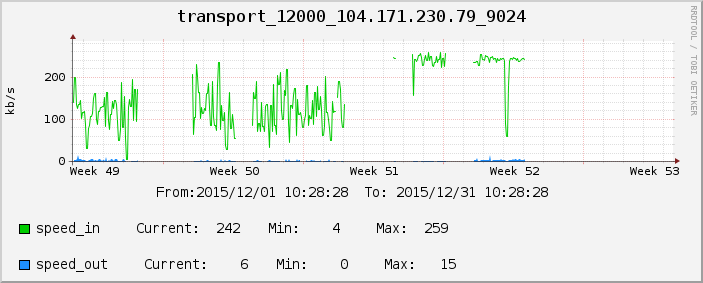 transport_12000_104.171.230.79_9024
RRDTOOL / TOBI OETIKER
kb/s
200
100
0
Week 49 Week 50 Week 51 Week 52 Week 53
From:2015/12/01 10:28:28 To: 2015/12/31 10:28:28
speed_in Current: 242 Min: 4 Max: 259
speed_out Current: 6 Min: 0 Max: 15